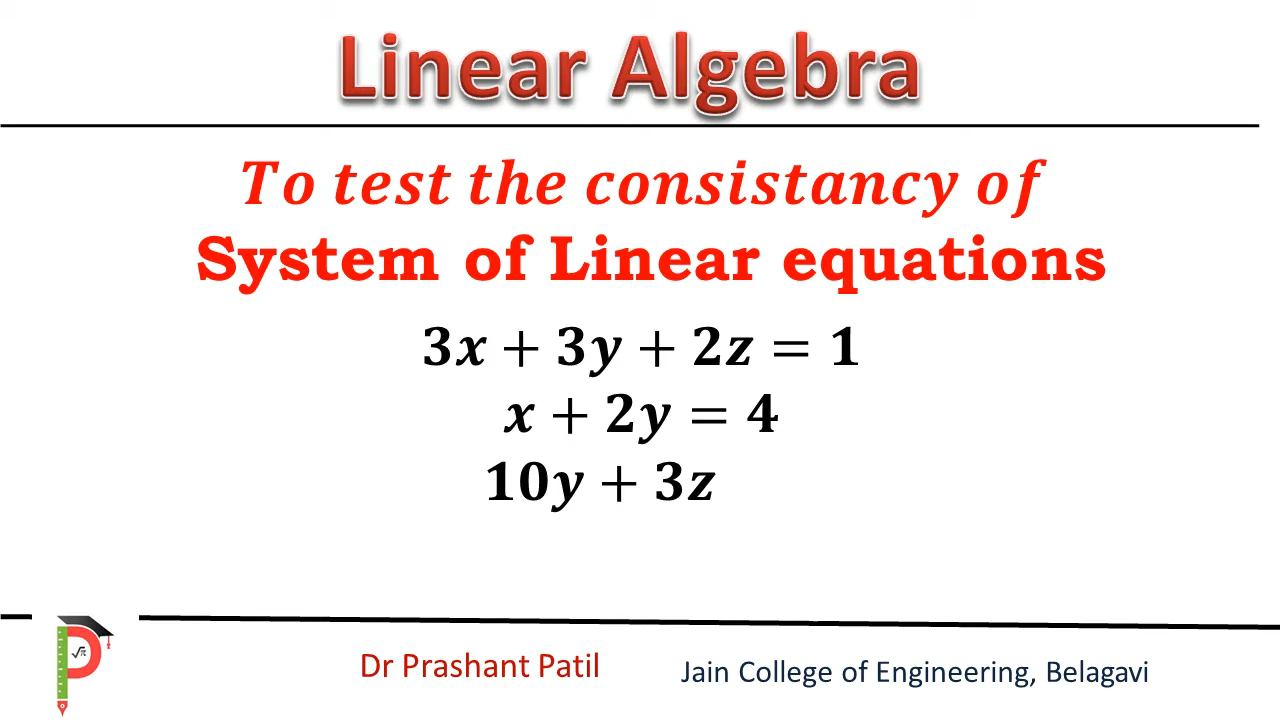 Linear Algebra
To test the consistancy of
System of Linear equations
3x + 3y + 2z = 1
x + 2y = 4
10y + 3z
√π
Dr Prashant Patil
Jain College of Engineering, Belagavi